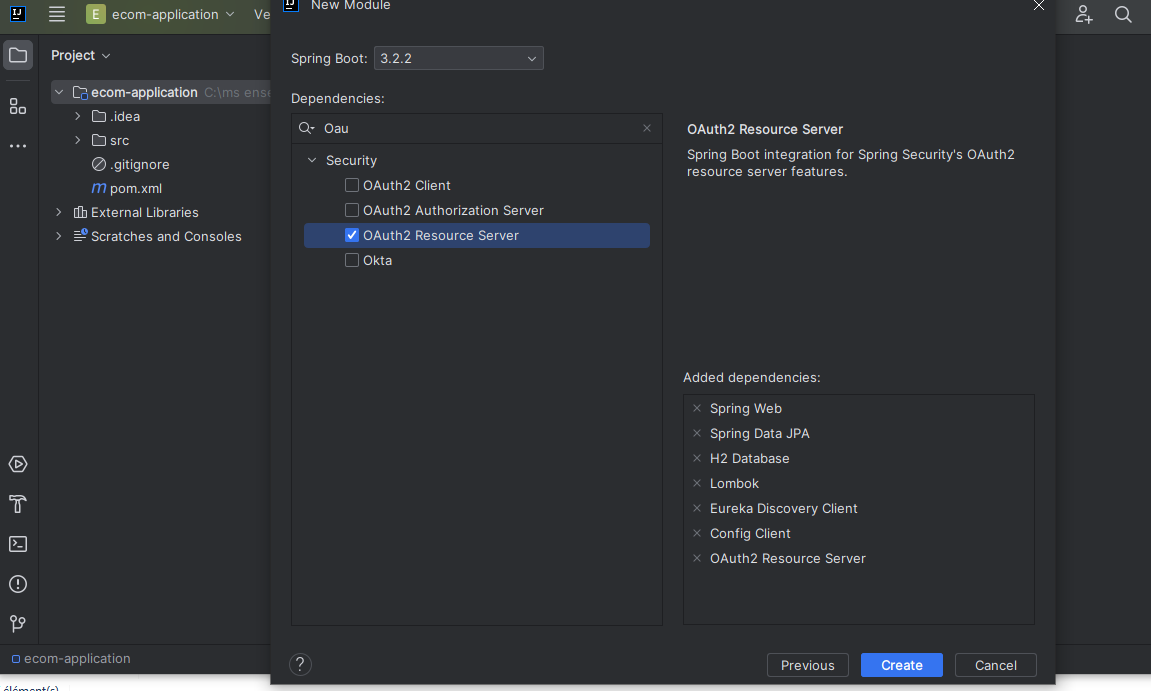 IJ
E ecom-application
Ve
Project
ecom-application C:\ms ense
.idea
src
.gitignore
m pom.xml
External Libraries
Scratches and Consoles
ecom-application
élément(s)
IJ New Module
Spring Boot: 3.2.2
Dependencies:
Oau
Security
OAuth2 Client
OAuth2 Authorization Server
OAuth2 Resource Server
Okta
OAuth2 Resource Server
Spring Boot integration for Spring Security's OAuth2
resource server features.
Added dependencies:
Spring Web
Spring Data JPA
H2 Database
Lombok
Eureka Discovery Client
Config Client
OAuth2 Resource Server
?
Previous
Create
Cancel